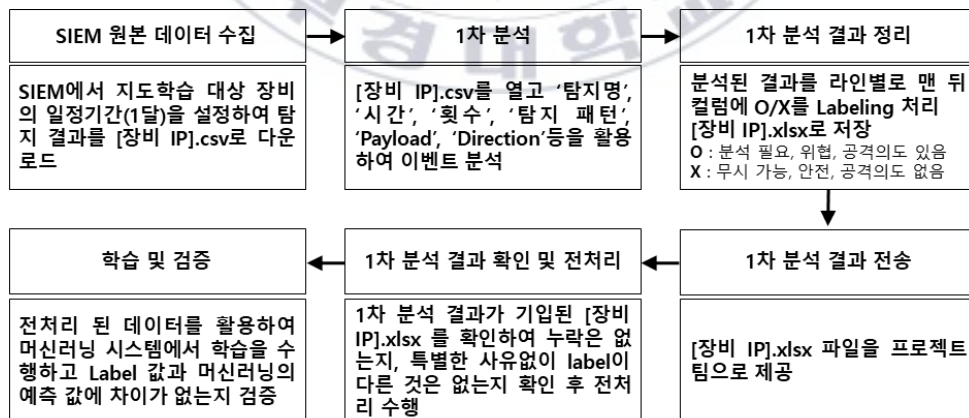 SIEM 원본 데이터 수집
SIEM에서 지도학습 대상 장비
의 일정기간(1달)을 설정하여 탐
지 결과를 [장비 IP].csv로 다운
로드
1차 분석
[장비 IP].csv를 열고 ‘탐지명’,
‘시간’, ‘횟수’, ‘탐지 패턴’,
‘Payload’, ‘Direction’등을 활용
하여 이벤트 분석
1차 분석 결과 정리
분석된 결과를 라인별로 맨 뒤
컬럼에 O/X를 Labeling 처리
[장비 IP].xlsx로 저장
O : 분석 필요, 위협, 공격의도 있음
X : 무시 가능, 안전, 공격의도 없음
1차 분석 결과 전송
[장비 IP].xlsx 파일을 프로젝트
팀으로 제공
1차 분석 결과 확인 및 전처리
1차 분석 결과가 기입된 [장비
IP].xlsx 를 확인하여 누락은 없
는지, 특별한 사유없이 label이
다른 것은 없는지 확인 후 전처
리 수행
학습 및 검증
전처리 된 데이터를 활용하여
머신러닝 시스템에서 학습을 수
행하고 Label 값과 머신러닝의
예측 값에 차이가 없는지 검증